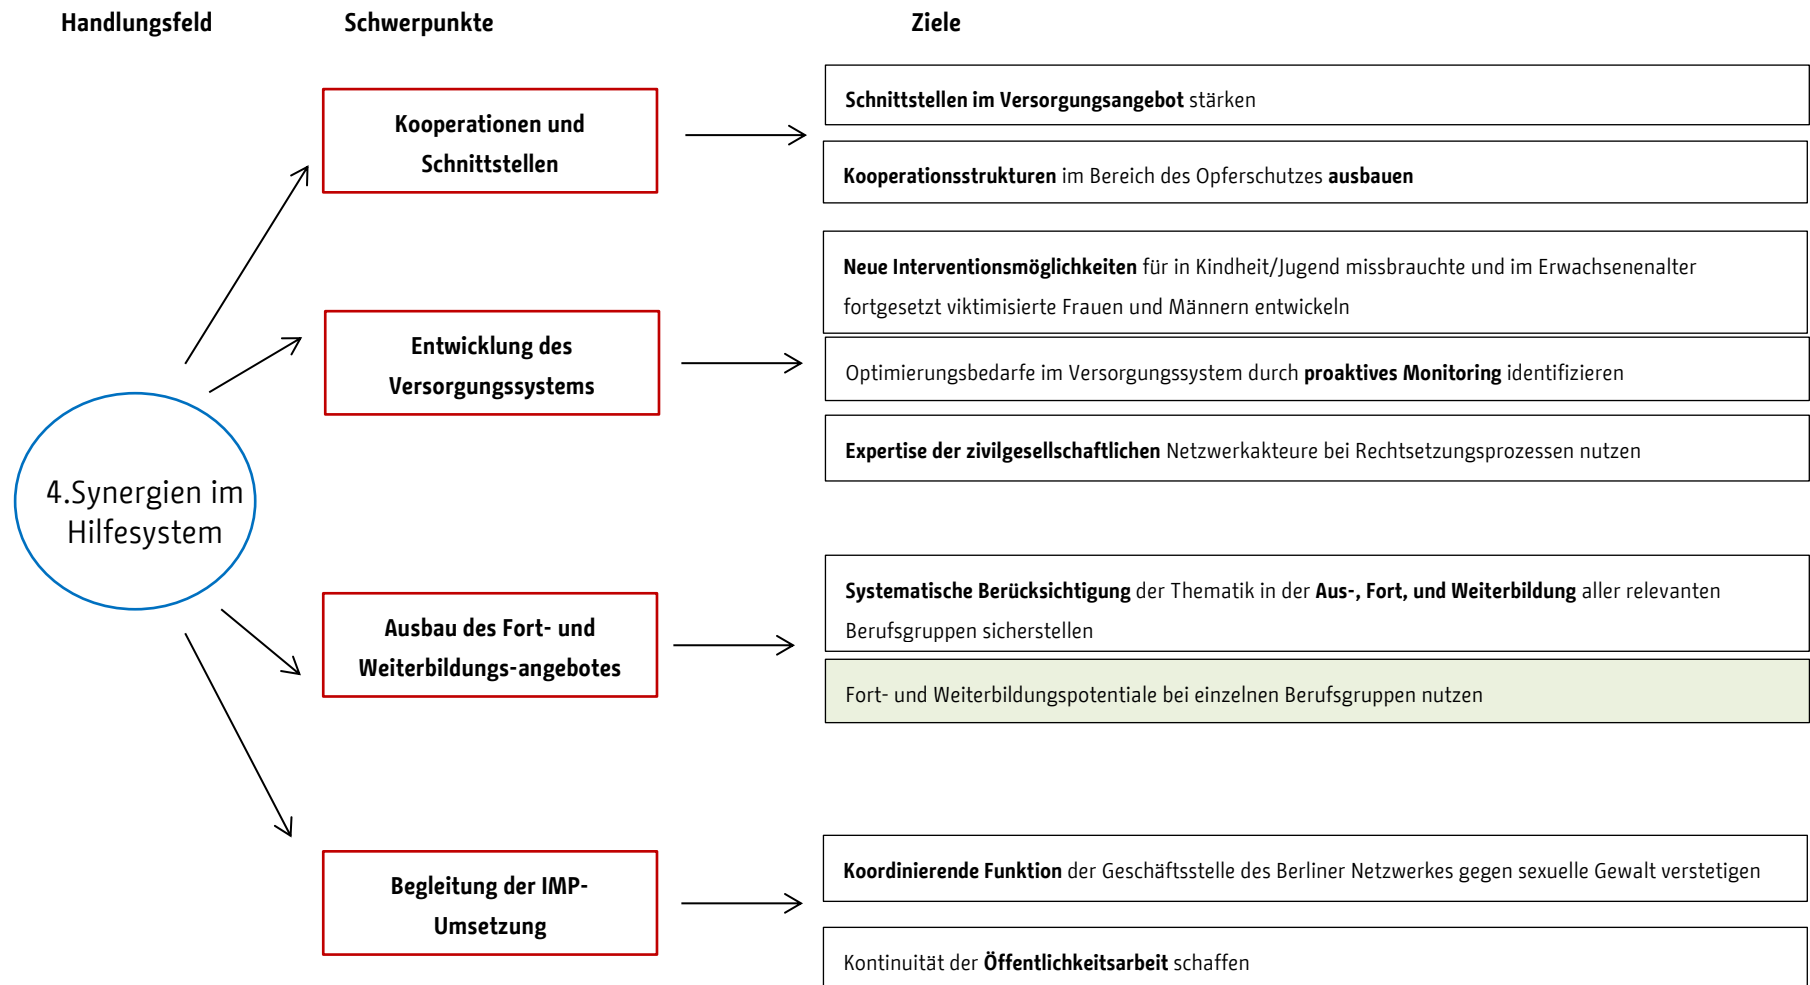 Handlungsfeld
Schwerpunkte
Ziele
4.Synergien im
Hilfesystem
Kooperationen und
Schnittstellen
Schnittstellen im Versorgungsangebot stärken
Kooperationsstrukturen im Bereich des Opferschutzes ausbauen
Entwicklung des
Versorgungssystems
Neue Interventionsmöglichkeiten für in Kindheit/Jugend missbrauchte und im Erwachsenenalter
fortgesetzt viktimisierte Frauen und Männern entwickeln
Optimierungsbedarfe im Versorgungssystem durch proaktives Monitoring identifizieren
Expertise der zivilgesellschaftlichen Netzwerkakteure bei Rechtsetzungsprozessen nutzen
Ausbau des Fort- und
Weiterbildungs-angebotes
Systematische Berücksichtigung der Thematik in der Aus-, Fort, und Weiterbildung aller relevanten
Berufsgruppen sicherstellen
Fort- und Weiterbildungspotentiale bei einzelnen Berufsgruppen nutzen
Begleitung der IMP-
Umsetzung
Koordinierende Funktion der Geschäftsstelle des Berliner Netzwerkes gegen sexuelle Gewalt verstetigen
Kontinuität der Öffentlichkeitsarbeit schaffen